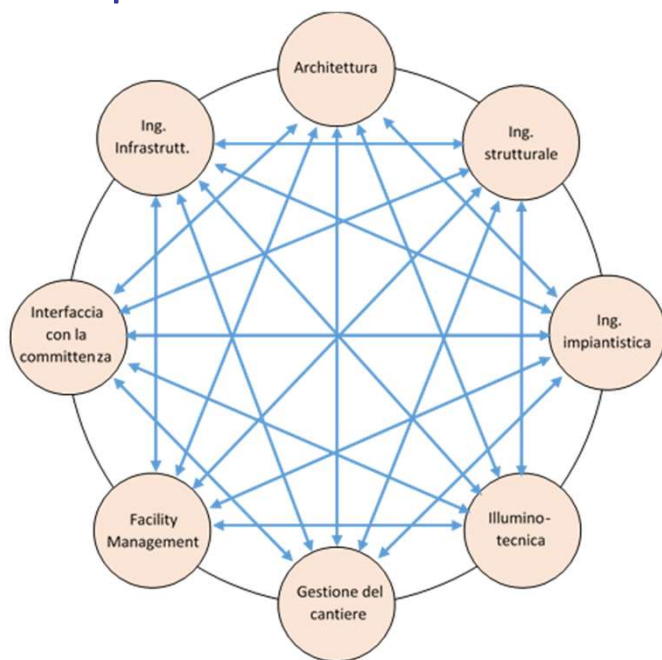 Architettura
Ing.
Infrastrutt.
Ing.
strutturale
Interfaccia
con la
committenza
Ing.
impiantistica
Facility
Management
Illumino-
tecnica
Gestione del
cantiere